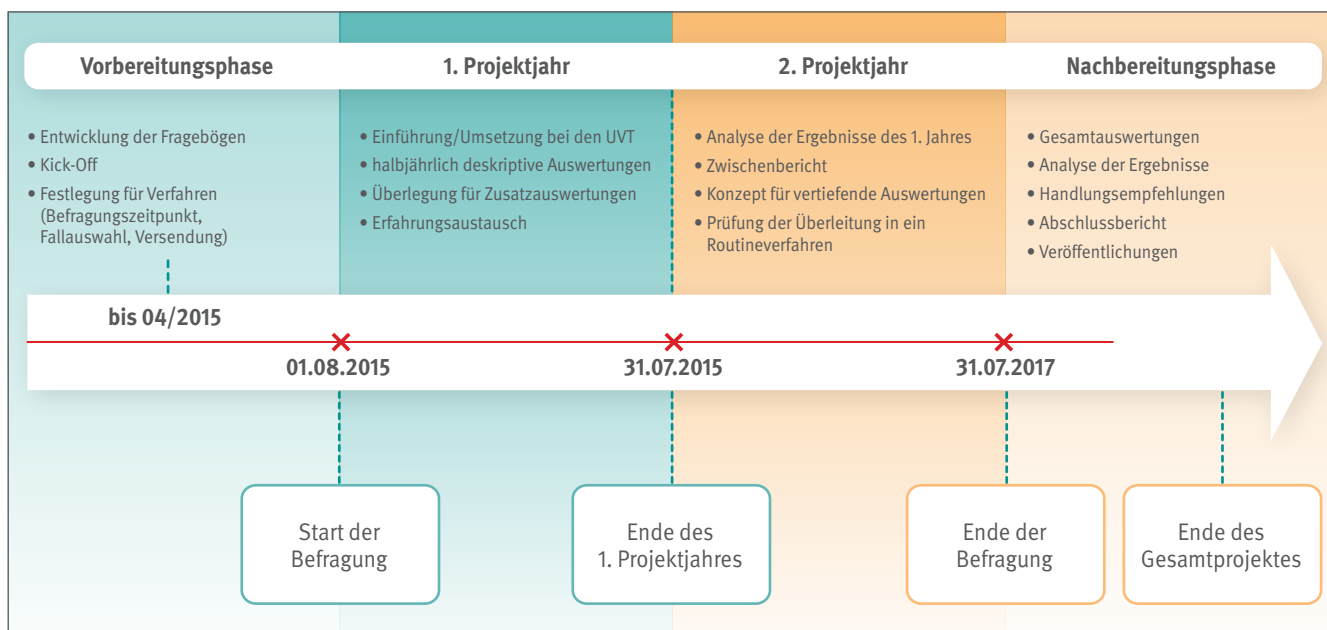 Vorbereitungsphase
1. Projektjahr
2. Projektjahr
Nachbereitungsphase
• Entwicklung der Fragebögen
• Kick-Off
• Festlegung für Verfahren
(Befragungszeitpunkt,
Fallauswahl, Versendung)
• Einführung/Umsetzung bei den UVT
• halbjährlich deskriptive Auswertungen
• Überlegung für Zusatzauswertungen
• Erfahrungsaustausch
• Analyse der Ergebnisse des 1. Jahres
• Zwischenbericht
• Konzept für vertiefende Auswertungen
• Prüfung der Überleitung in ein
Routineverfahren
• Gesamtauswertungen
• Analyse der Ergebnisse
• Handlungsempfehlungen
• Abschlussbericht
• Veröffentlichungen
bis 04/2015
01.08.2015
31.07.2015
31.07.2017
Start der
Befragung
Ende des
1. Projektjahres
Ende der
Befragung
Ende des
Gesamtprojektes